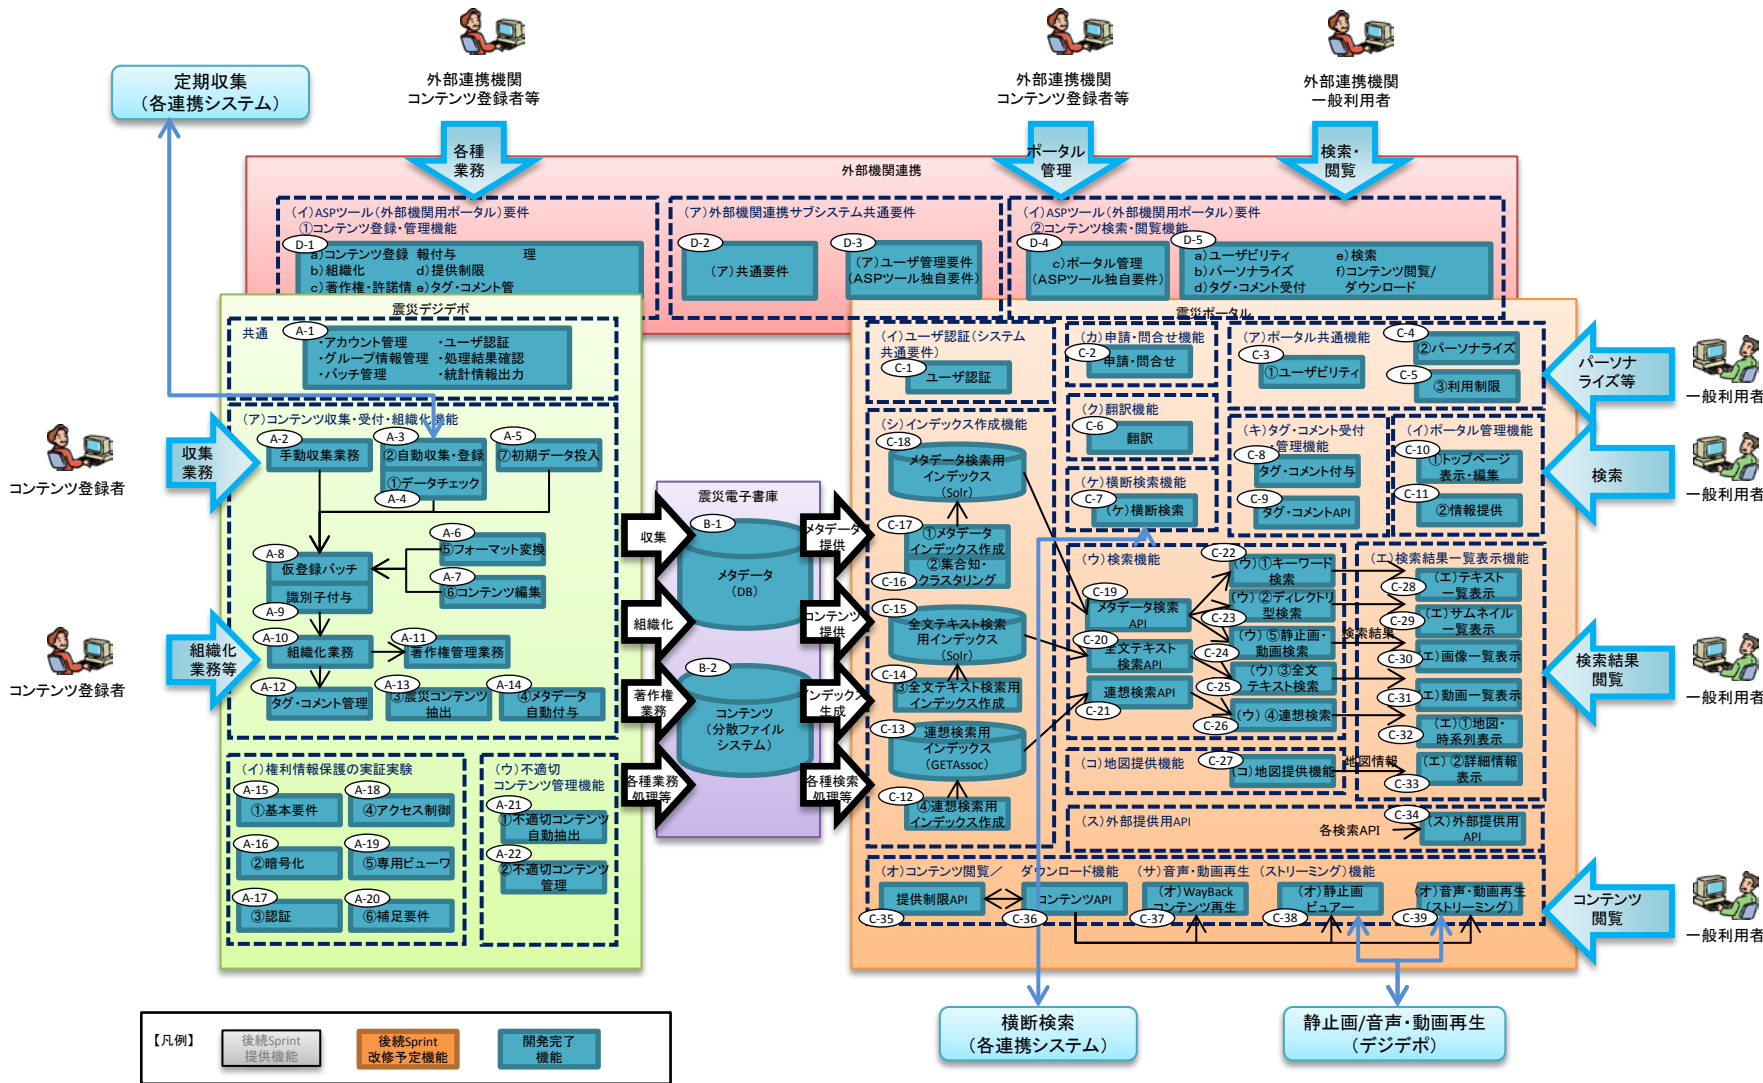 外部連携機関
コンテンツ登録者等
外部連携機関
コンテンツ登録者等
外部連携機関
一般利用者
定期収集
（各連携システム）
各種
業務
ポータル
管理
検索・
閲覧
外部機関連携
（イ）ASPツール（外部機関用ポータル）要件
①コンテンツ登録・管理機能
D-1
a）コンテンツ登録 報付与 理
b）組織化 d）提供制限
c）著作権・許諾情 e）タグ・コメント管
（ア）外部機関連携サブシステム共通要件
D-2
（ア）共通要件
D-3
（ア）ユーザ管理要件
（ASPツール独自要件）
（イ）ASPツール（外部機関用ポータル）要件
②コンテンツ検索・閲覧機能
D-4
c）ポータル管理
（ASPツール独自要件）
D-5
a）ユーザビリティ e）検索
b）パーソナライズ f）コンテンツ閲覧/
d）タグ・コメント受付 ダウンロード
震災デジデポ
共通
A-1
・アカウント管理 ・ユーザ認証
・グループ情報管理 ・処理結果確認
・バッチ管理 ・統計情報出力
（ア）コンテンツ収集・受付・組織化機能
A-2
手動収集業務
A-3
②自動収集・登録
①データチェック
A-4
A-5
⑦初期データ投入
A-6
⑤フォーマット変換
A-7
⑥コンテンツ編集
A-8
仮登録バッチ
識別子付与
A-9
A-10
組織化業務
A-11
著作権管理業務
A-12
タグ・コメント管理
A-13
③震災コンテンツ
抽出
A-14
④メタデータ
自動付与
（イ）権利情報保護の実証実験
A-15
①基本要件
A-18
④アクセス制御
A-16
②暗号化
A-19
⑤専用ビューワ
A-17
③認証
A-20
⑥補足要件
（ウ）不適切
コンテンツ管理機能
A-21
①不適切コンテンツ
自動抽出
A-22
②不適切コンテンツ
管理
コンテンツ登録者
収集
業務
コンテンツ登録者
組織化
業務等
震災電子書庫
B-1
メタデータ
（DB）
B-2
コンテンツ
（分散ファイル
システム）
収集
組織化
著作権
業務
各種業務
処理等
メタデータ
提供
コンテンツ
提供
インデックス
生成
各種検索
処理等
震災ポータル
（イ）ユーザ認証（システム
共通要件）
C-1
ユーザ認証
（カ）申請・問合せ機能
C-2
申請・問合せ
（ア）ポータル共通機能
C-3
①ユーザビリティ
C-4
②パーソナライズ
C-5
③利用制限
（ク）翻訳機能
C-6
翻訳
（ケ）横断検索機能
C-7
（ケ）横断検索
（キ）タグ・コメント受付
・管理機能
C-8
タグ・コメント付与
C-9
タグ・コメントAPI
（イ）ポータル管理機能
C-10
①トップページ
表示・編集
C-11
②情報提供
（シ）インデックス作成機能
C-18
メタデータ検索用
インデックス
（Solr）
C-17
①メタデータ
インデックス作成
②集合知・
クラスタリング
C-16
C-15
全文テキスト検索
用インデックス
（Solr）
C-14
③全文テキスト検索用
インデックス作成
C-13
連想検索用
インデックス
（GETAssoc）
C-12
④連想検索用
インデックス作成
（ウ）検索機能
C-19
メタデータ検索
API
C-20
全文テキスト
検索API
連想検索API
C-21
C-22
（ウ）①キーワード
検索
（ウ）②ディレクトリ
型検索
C-23
（ウ）⑤静止画・
動画検索
C-24
（ウ）③全文
テキスト検索
C-25
（ウ）④連想検索
C-26
検索結果
（エ）検索結果一覧表示機能
C-28
（エ）テキスト
一覧表示
C-29
（エ）サムネイル
一覧表示
C-30
エ）画像一覧表示
C-31
エ）動画一覧表示
C-32
（エ）①地図・
時系列表示
C-33
（エ）②詳細情報
表示
（コ）地図提供機能
C-27
（コ）地図提供機能
地図情報
（ス）外部提供用API
各検索API
C-34
（ス）外部提供用
API
（オ）コンテンツ閲覧／ ダウンロード機能 （サ）音声・動画再生 （ストリーミング）機能
提供制限API
C-35
コンテンツAPI
C-36
（オ）WayBack
コンテンツ再生
C-37
（オ）静止画
ビュアー
C-38
（オ）音声・動画再生
（ストリーミング）
C-39
パーソナ
ライズ等
一般利用者
検索
一般利用者
検索結果
閲覧
一般利用者
コンテンツ
閲覧
一般利用者
横断検索
（各連携システム）
静止画/音声・動画再生
（デジデポ）
【凡例】
後続Sprint
提供機能
後続Sprint
改修予定機能
開発完了
機能